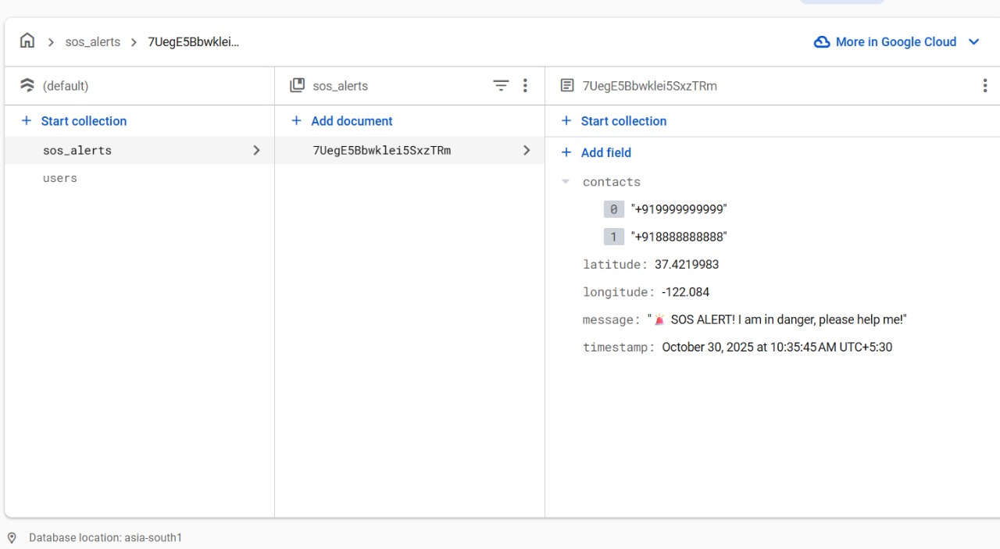 sos_alerts 7UegE5Bbwklei...
More in Google Cloud
(default)
sos_alerts
7UegE5Bbwklei5SxzTRm
Start collection
Add document
Start collection
sos_alerts
7UegE5Bbwklei5SxzTRm
Add field
users
contacts
0 "+919999999999"
1 "+918888888888"
latitude: 37.4219983
longitude: -122.084
message: "🚨 SOS ALERT! I am in danger, please help me!"
timestamp: October 30, 2025 at 10:35:45 AM UTC+5:30
Database location: asia-south1